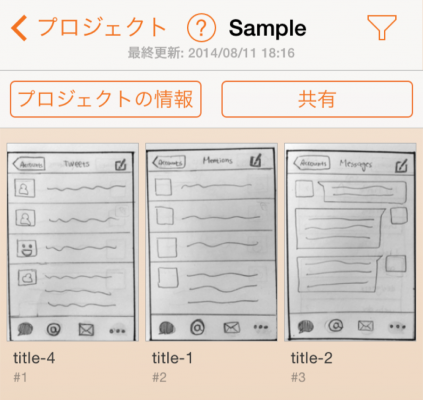 プロジェクト ? Sample
最終更新: 2014/08/11 18:16
プロジェクトの情報 共有
Accounts Tweets
Accounts Mentions
Accounts Messages
@
@
@
title-4 title-1 title-2
#1 #2 #3